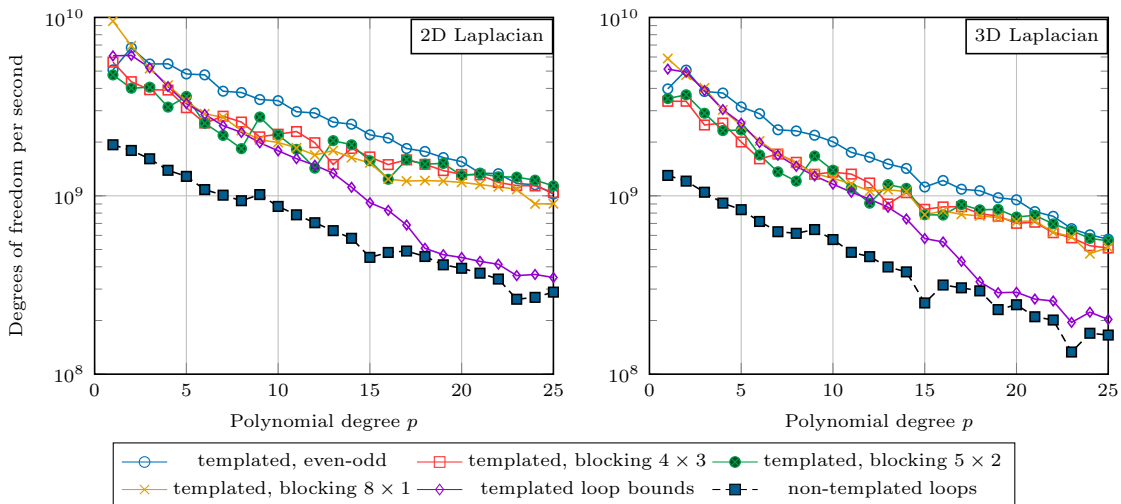 2D Laplacian
3D Laplacian
Degrees of freedom per second
10^10
10^9
10^8
0 5 10 15 20 25
Polynomial degree p
10^10
10^9
10^8
0 5 10 15 20 25
Polynomial degree p
templated, even-odd
templated, blocking 4 × 3
templated, blocking 5 × 2
templated, blocking 8 × 1
templated loop bounds
non-templated loops